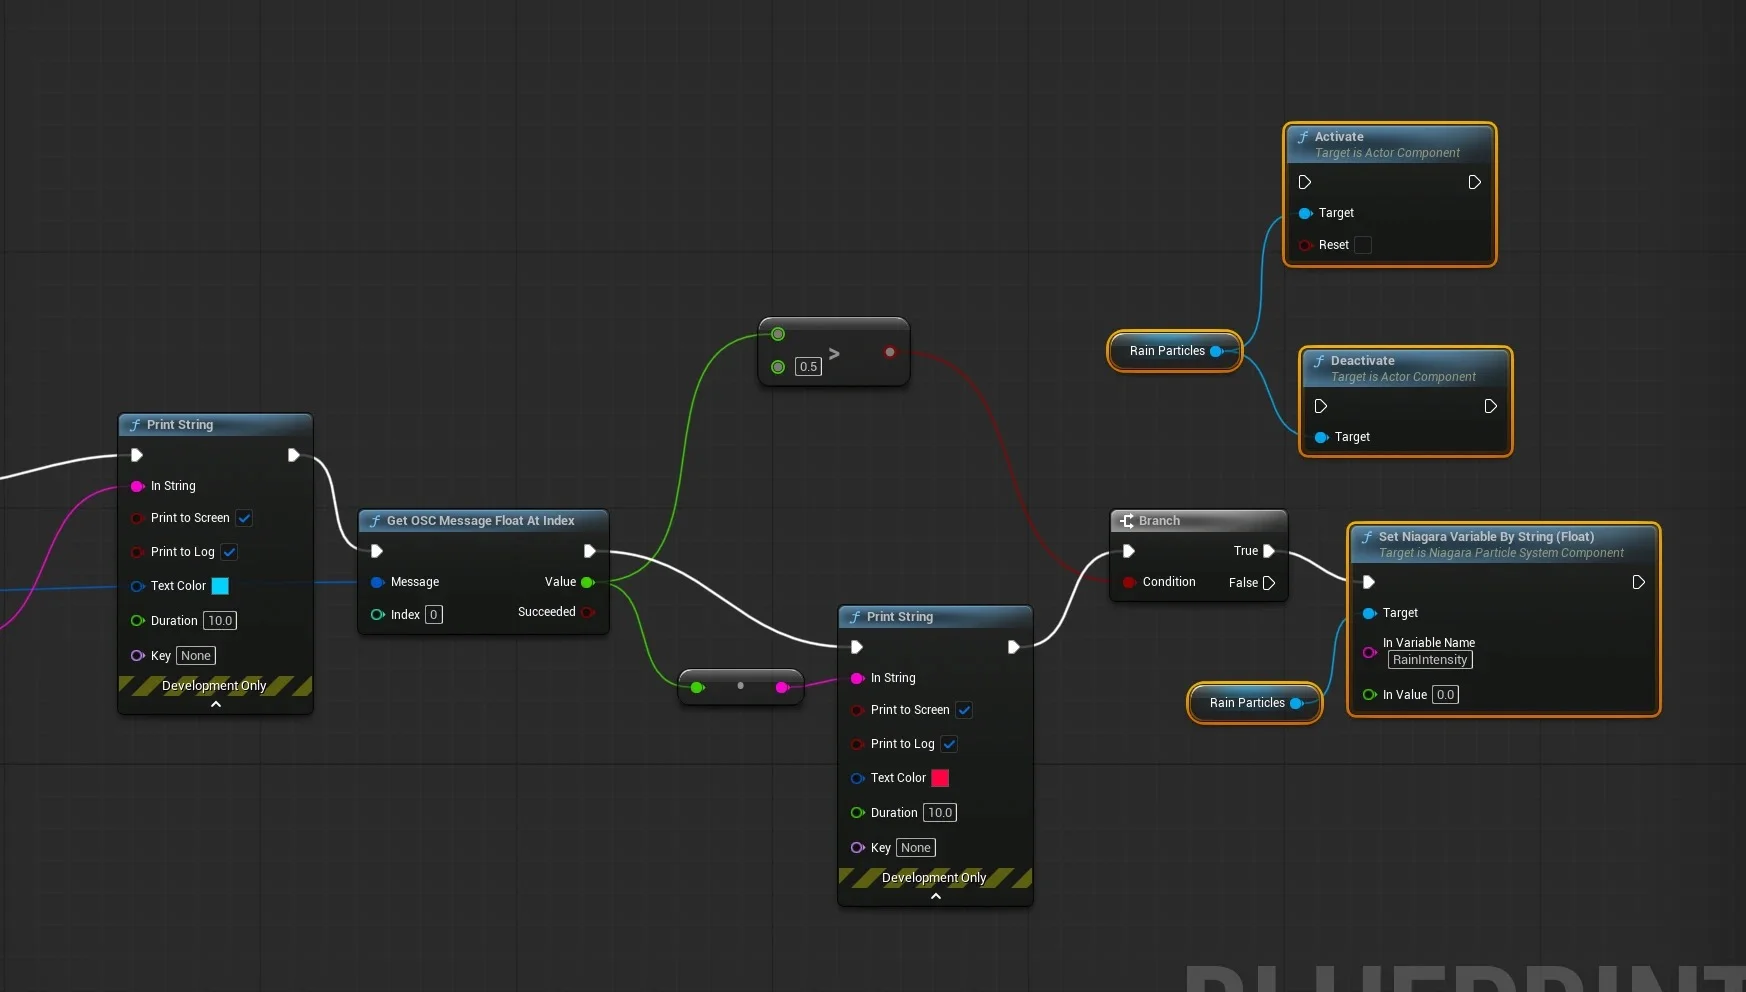 Activate
Target is Actor Component
Target
Reset
Rain Particles
Deactivate
Target is Actor Component
Target
>
0.5
Print String
In String
Print to Screen
Print to Log
Text Color
Duration 10.0
Key None
Development Only
Get OSC Message Float At Index
Message
Value
Index 0
Succeeded
Print String
In String
Print to Screen
Print to Log
Text Color
Duration 10.0
Key None
Development Only
Branch
True
Condition
False
Set Niagara Variable By String (Float)
Target is Niagara Particle System Component
Target
In Variable Name
RainIntensity
In Value 0.0
Rain Particles
BLUEPRINT